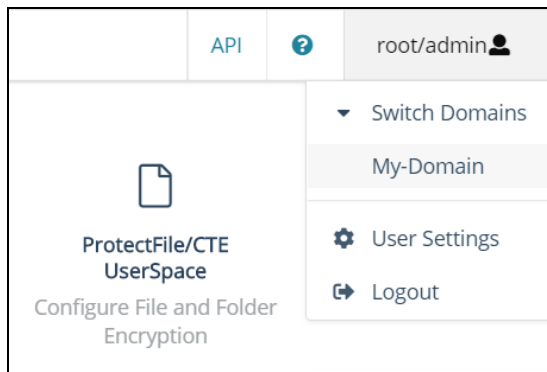 API
root/admin
Switch Domains
My-Domain
User Settings
Logout
ProtectFile/CTE
UserSpace
Configure File and Folder
Encryption